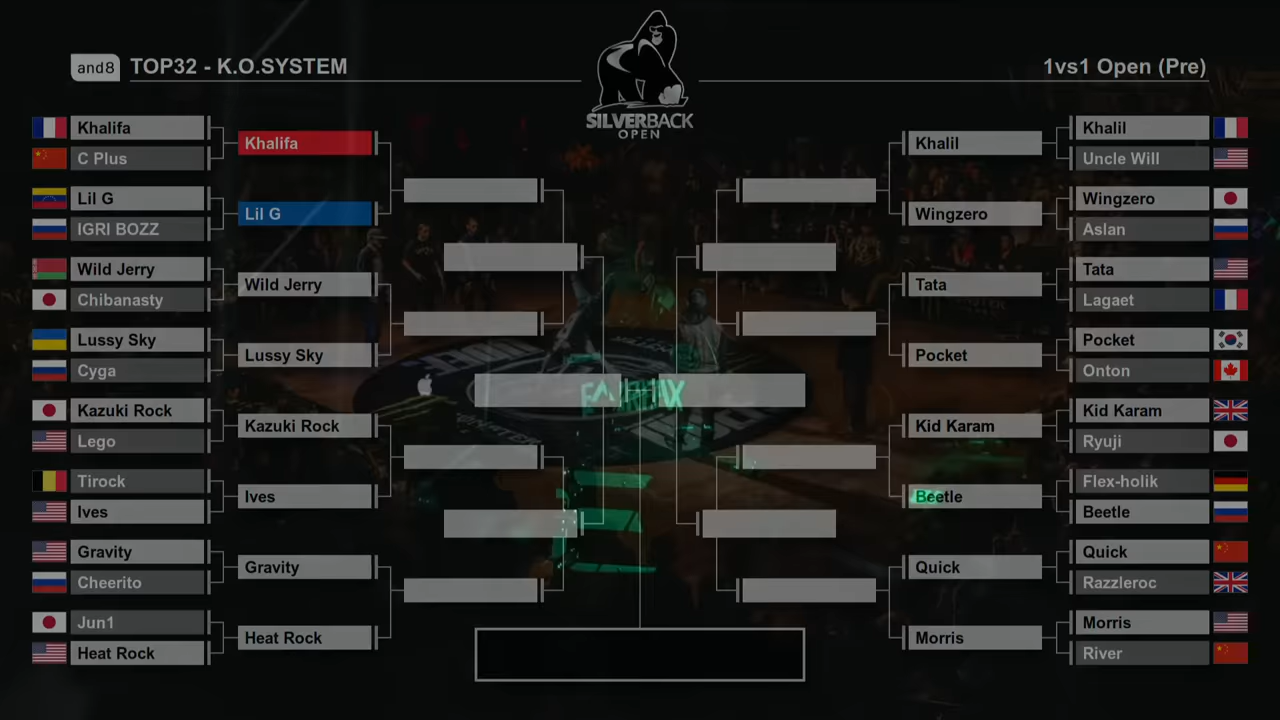 and8
TOP32 - K.O.SYSTEM
SILVERBACK
OPEN
1vs1 Open (Pre)
Khalifa
C Plus
Lil G
IGRI BOZZ
Wild Jerry
Chibanasty
Lussy Sky
Cyga
Kazuki Rock
Lego
Tirock
Ives
Gravity
Cheerito
Jun1
Heat Rock
Khalifa
Lil G
Wild Jerry
Lussy Sky
Kazuki Rock
Ives
Gravity
Heat Rock
Khalil
Wingzero
Tata
Pocket
Kid Karam
Beetle
Quick
Morris
Khalil
Uncle Will
Wingzero
Aslan
Tata
Lagaet
Pocket
Onton
Kid Karam
Ryuji
Flex-holik
Beetle
Quick
Razzleroc
Morris
River